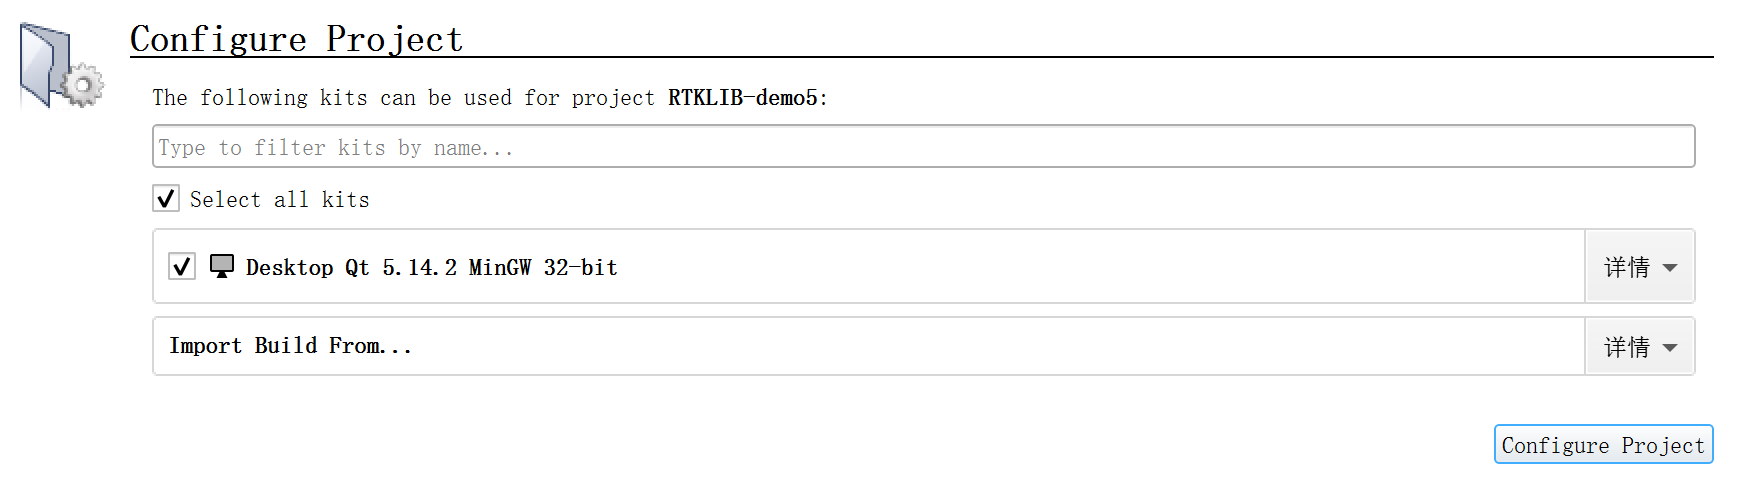 Configure Project
The following kits can be used for project RTKLIB-demo5:
Type to filter kits by name...
Select all kits
Desktop Qt 5.14.2 MinGW 32-bit 详情
Import Build From... 详情
Configure Project